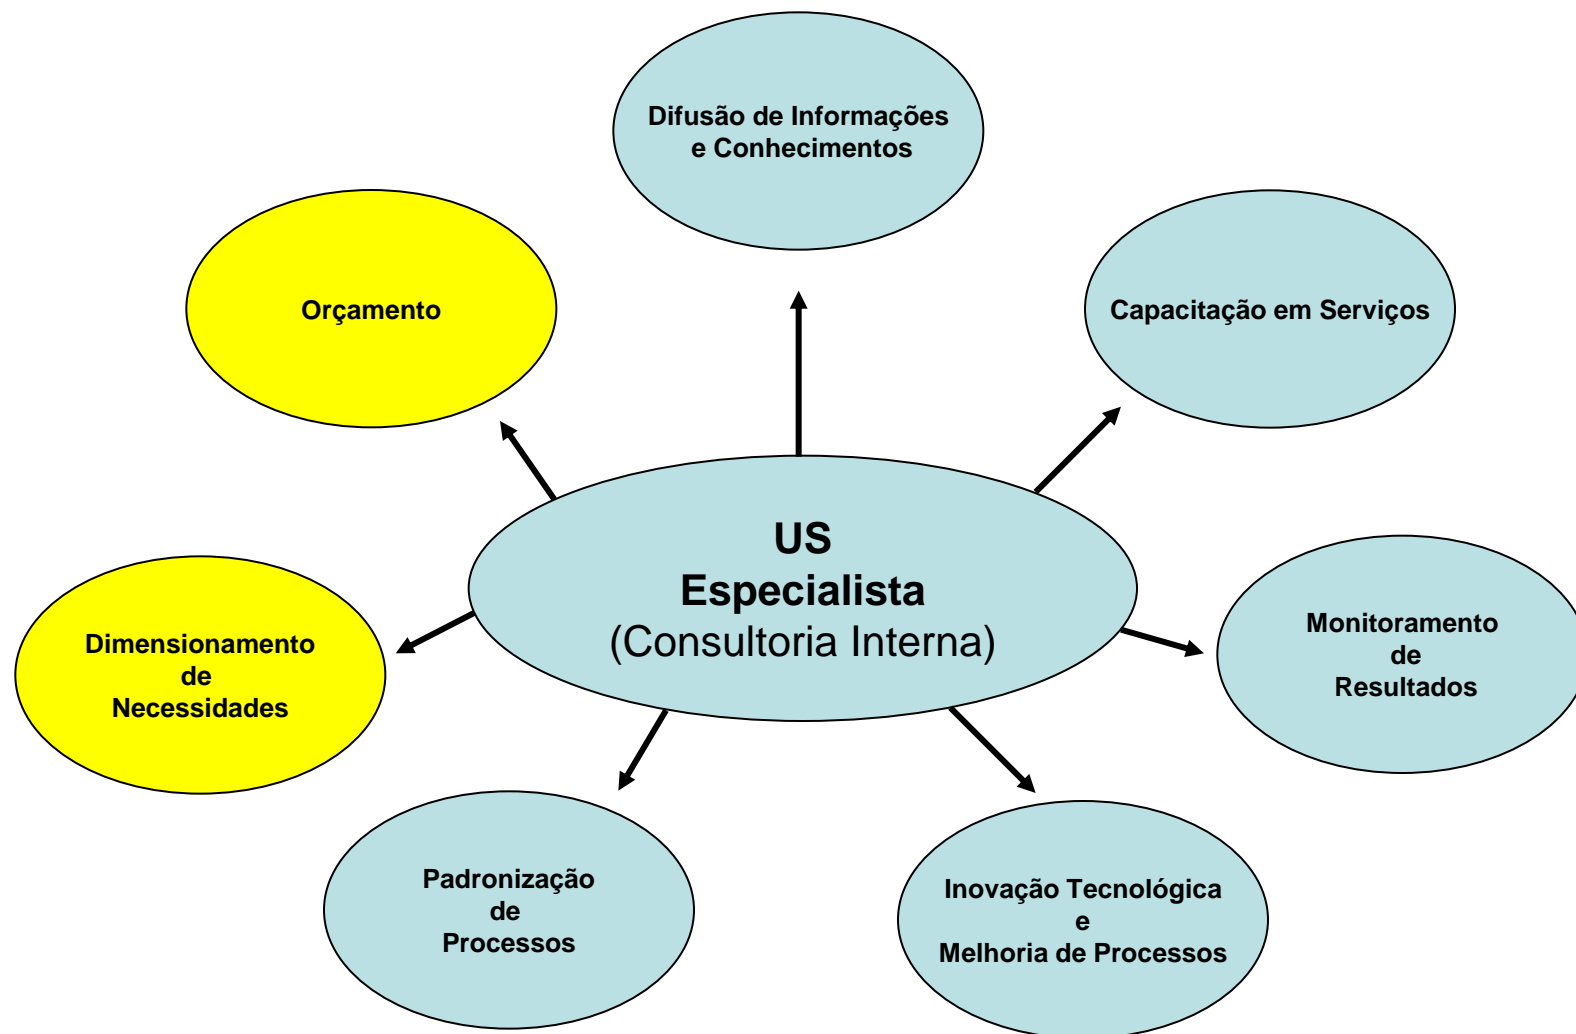 Difusão de Informações
e Conhecimentos
Orçamento
Capacitação em Serviços
US
Especialista
(Consultoria Interna)
Dimensionamento
de
Necessidades
Monitoramento
de
Resultados
Padronização
de
Processos
Inovação Tecnológica
e
Melhoria de Processos